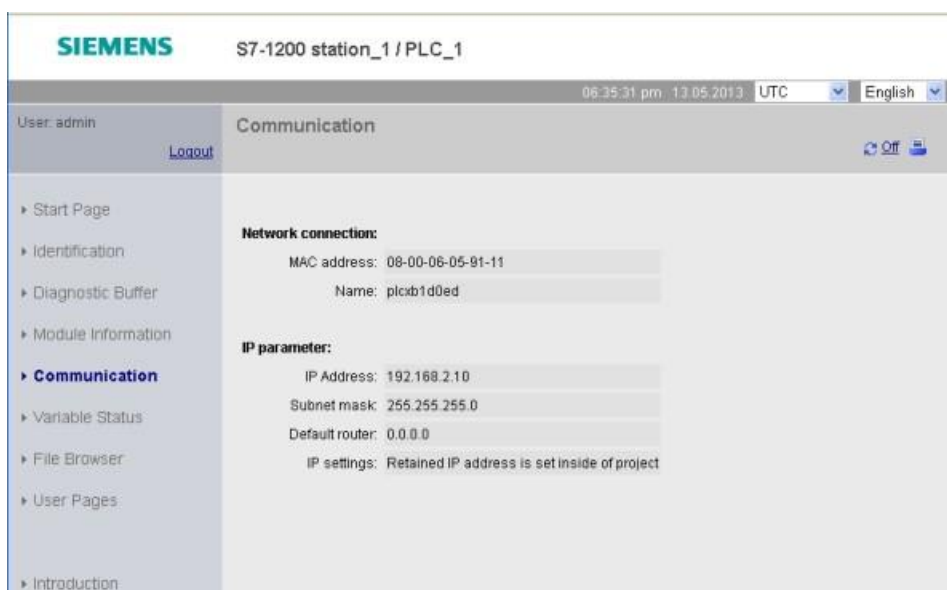 SIEMENS
S7-1200 station_1 / PLC_1
06:35:31 pm 13.05.2013 UTC English
User: admin
Logout
Communication
Off
Start Page
Identification
Diagnostic Buffer
Module Information
Communication
Variable Status
File Browser
User Pages
Introduction
Network connection:
MAC address: 08-00-06-05-91-11
Name: plcxb1d0ed
IP parameter:
IP Address: 192.168.2.10
Subnet mask: 255.255.255.0
Default router: 0.0.0.0
IP settings: Retained IP address is set inside of project